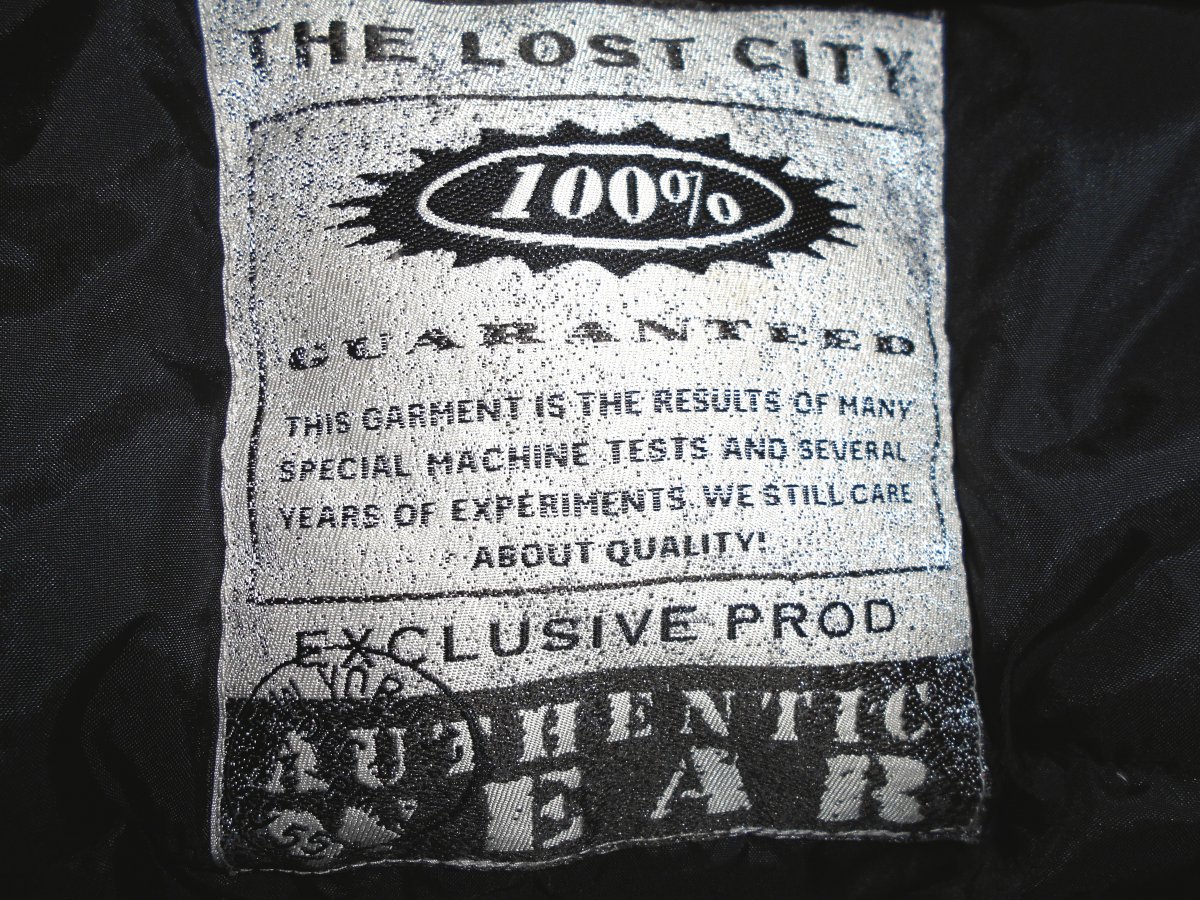 THE LOST CITY
100%
GUARANTEED
THIS GARMENT IS THE RESULTS OF MANY
SPECIAL MACHINE TESTS AND SEVERAL
YEARS OF EXPERIMENTS. WE STILL CARE
ABOUT QUALITY!
EXCLUSIVE PROD.
AUTHENTIC
WEAR
55